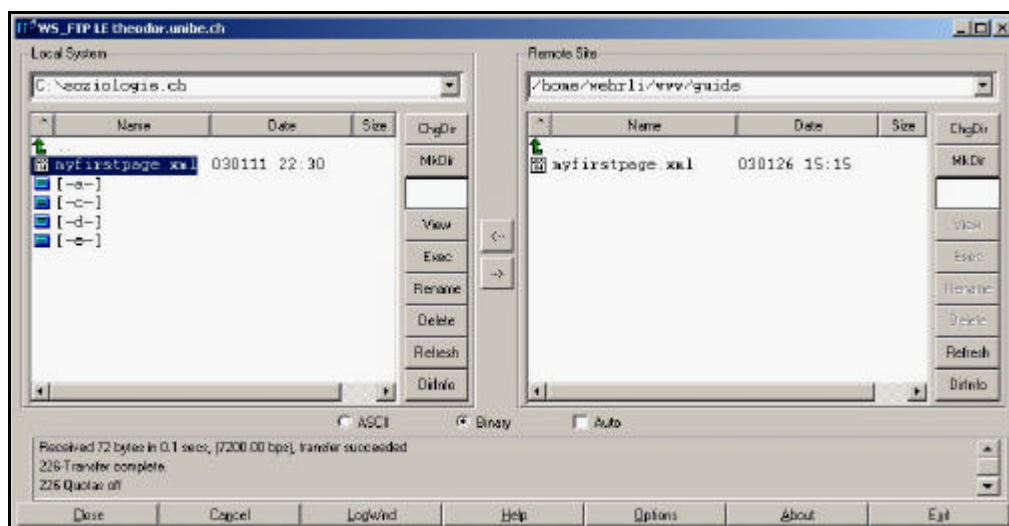 WS_FTP LE theodor.unibe.ch
Local System
C:\soziologie.ch
^ Name Date Size
..
myfirstpage.xml 030111 22:30
[-a-]
[-c-]
[-d-]
[-e-]
ChgDir
MkDir
View
Exec
Rename
Delete
Refresh
DirInfo
<--
-->
Remote Site
/home/wehrli/www/guide
^ Name Date Size
..
myfirstpage.xml 030126 15:15
ChgDir
MkDir
View
Exec
Rename
Delete
Refresh
DirInfo
ASCII Binary Auto
Received 72 bytes in 0.1 secs, (7200.00 bps), transfer succeeded
226-Transfer complete.
226 Quotas off
Close Cancel LogWnd Help Options About Exit